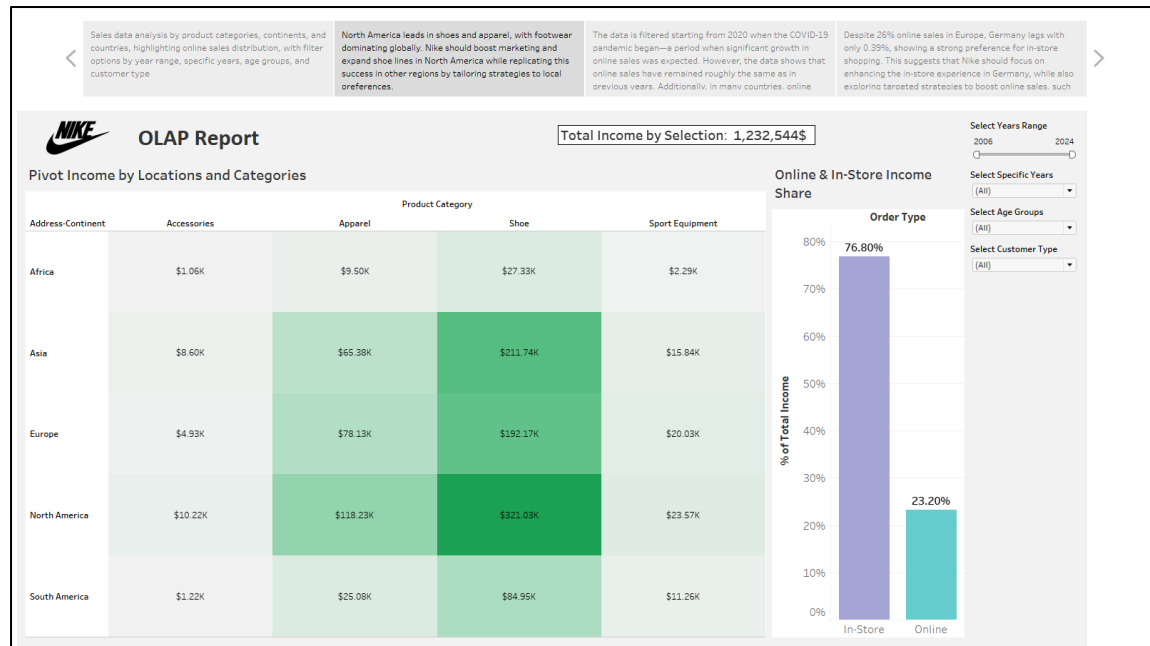 Sales data analysis by product categories, continents, and
countries, highlighting online sales distribution, with filter
options by year range, specific years, age groups, and
customer type
North America leads in shoes and apparel, with footwear
dominating globally. Nike should boost marketing and
expand shoe lines in North America while replicating this
success in other regions by tailoring strategies to local
preferences.
The data is filtered starting from 2020 when the COVID-19
pandemic began—a period when significant growth in
online sales was expected. However, the data shows that
online sales have remained roughly the same as in
previous years. Additionally, in many countries, online
Despite 26% online sales in Europe, Germany lags with
only 0.39%, showing a strong preference for in-store
shopping. This suggests that Nike should focus on
enhancing the in-store experience in Germany, while also
exploring targeted strategies to boost online sales, such
NIKE
OLAP Report
Total Income by Selection: 1,232,544$
Pivot Income by Locations and Categories
Product Category
Address-Continent Accessories Apparel Shoe Sport Equipment
Africa $1.06K $9.50K $27.33K $2.29K
Asia $8.60K $65.38K $211.74K $15.84K
Europe $4.93K $78.13K $192.17K $20.03K
North America $10.22K $118.23K $321.03K $23.57K
South America $1.22K $25.08K $84.95K $11.26K
Online & In-Store Income
Share
Order Type
% of Total Income
80%
70%
60%
50%
40%
30%
20%
10%
0%
76.80%
23.20%
In-Store Online
Select Years Range
2006 2024
Select Specific Years
(All)
Select Age Groups
(All)
Select Customer Type
(All)